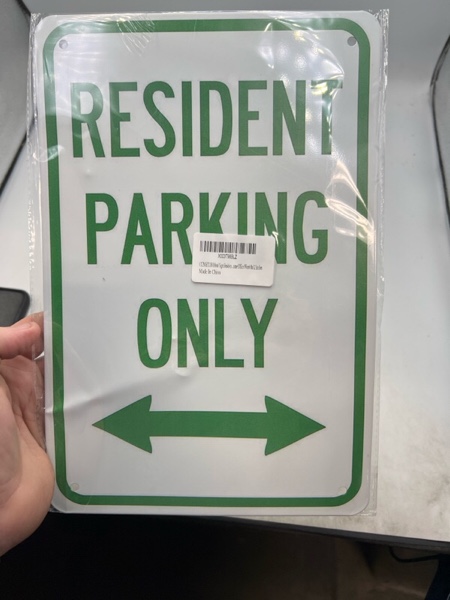 RESIDENT
PARKING
ONLY
Made In China